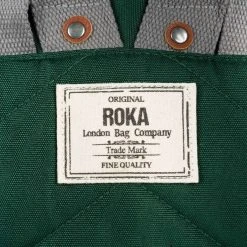 ORIGINAL
ROKA
London Bag Company
Trade Mark
FINE QUALITY